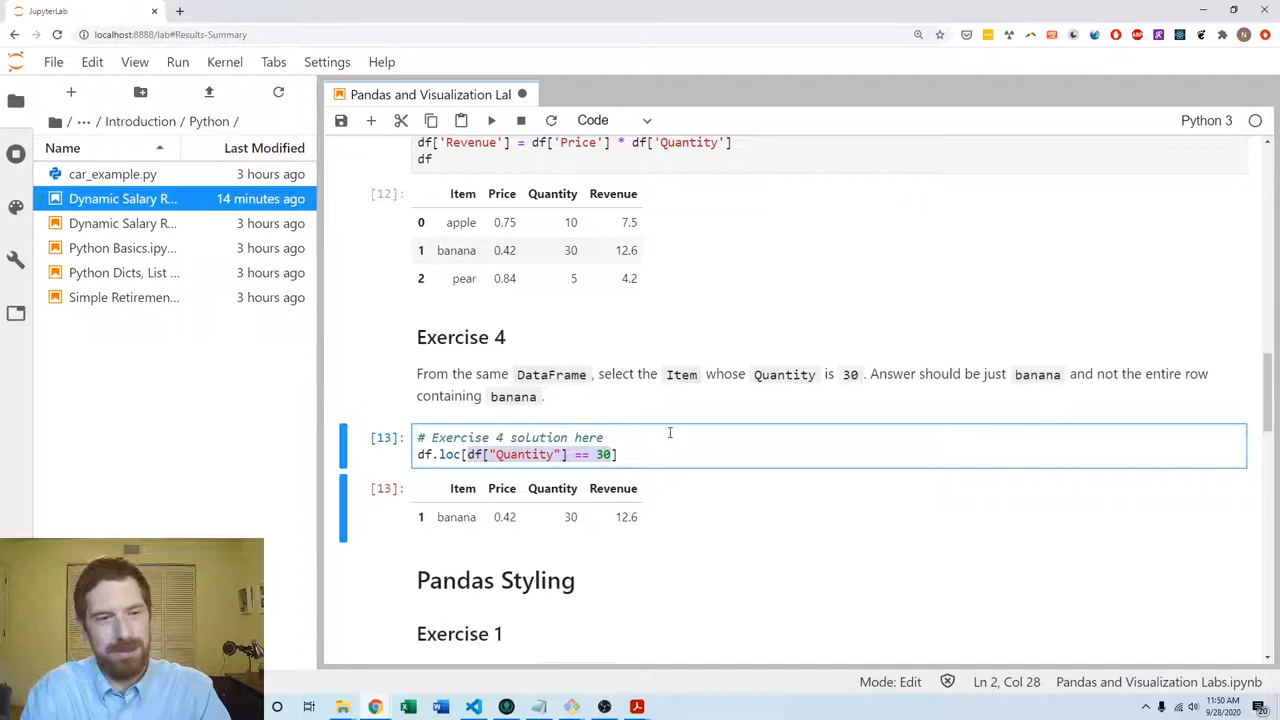 JupyterLab
localhost:8888/lab#Results-Summary
File Edit View Run Kernel Tabs Settings Help
Pandas and Visualization Lal
/ ··· / Introduction / Python /
Code
Python 3
Name Last Modified
car_example.py 3 hours ago
Dynamic Salary R... 14 minutes ago
Dynamic Salary R... 3 hours ago
Python Basics.ipy... 3 hours ago
Python Dicts, List ... 3 hours ago
Simple Retiremen... 3 hours ago
df['Revenue'] = df['Price'] * df['Quantity']
df
[12]: Item Price Quantity Revenue
0 apple 0.75 10 7.5
1 banana 0.42 30 12.6
2 pear 0.84 5 4.2
Exercise 4
From the same DataFrame, select the Item whose Quantity is 30. Answer should be just banana and not the entire row
containing banana.
[13]: # Exercise 4 solution here
df.loc[df["Quantity"] == 30]
[13]: Item Price Quantity Revenue
1 banana 0.42 30 12.6
Pandas Styling
Exercise 1
Mode: Edit Ln 2, Col 28 Pandas and Visualization Labs.ipynb
11:50 AM
9/28/2020
20